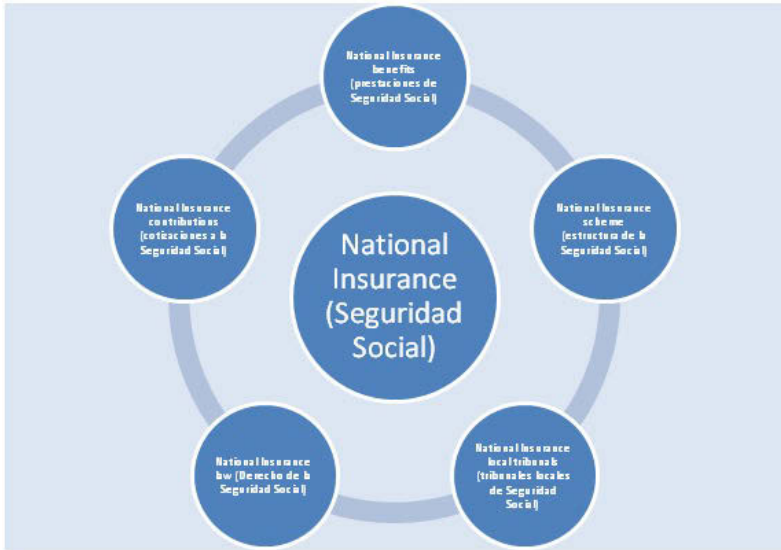 National Insurance
benefits
(prestaciones de
Seguridad Social)
National Insurance
contributions
(cotizaciones a la
Seguridad Social)
National Insurance
scheme
(estructura de la
Seguridad Social)
National
Insurance
(Seguridad
Social)
National Insurance
law (Derecho de la
Seguridad Social)
National Insurance
local tribunals
(tribunales locales
de Seguridad
Social)